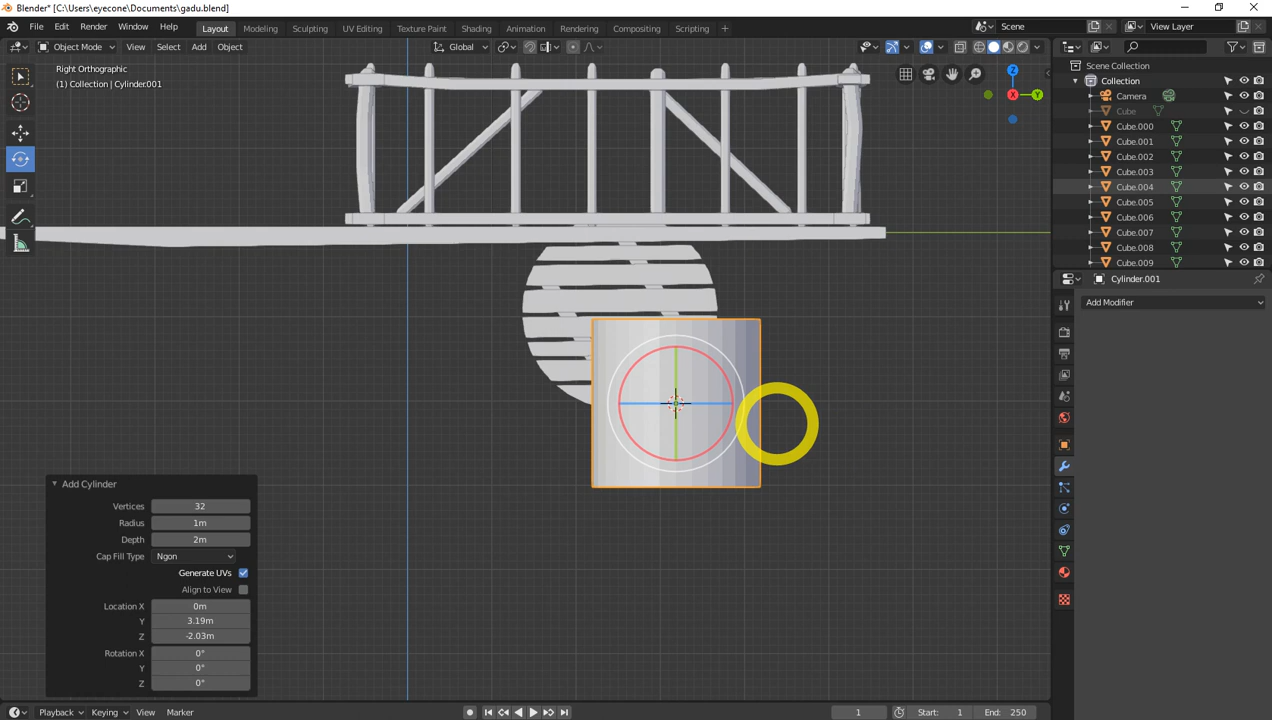 Blender* [C:\Users\eyecone\Documents\gadu.blend]
File Edit Render Window Help Layout Modeling Sculpting UV Editing Texture Paint Shading Animation Rendering Compositing Scripting + Scene View Layer
Object Mode View Select Add Object Global
Right Orthographic
(1) Collection | Cylinder.001
Z
X
Y
Scene Collection
Collection
Camera
Cube
Cube.000
Cube.001
Cube.002
Cube.003
Cube.004
Cube.005
Cube.006
Cube.007
Cube.008
Cube.009
Cylinder.001
Add Modifier
Add Cylinder
Vertices 32
Radius 1m
Depth 2m
Cap Fill Type Ngon
Generate UVs
Align to View
Location X 0m
Y 3.19m
Z -2.03m
Rotation X 0°
Y 0°
Z 0°
Playback Keying View Marker 1 Start: 1 End: 250